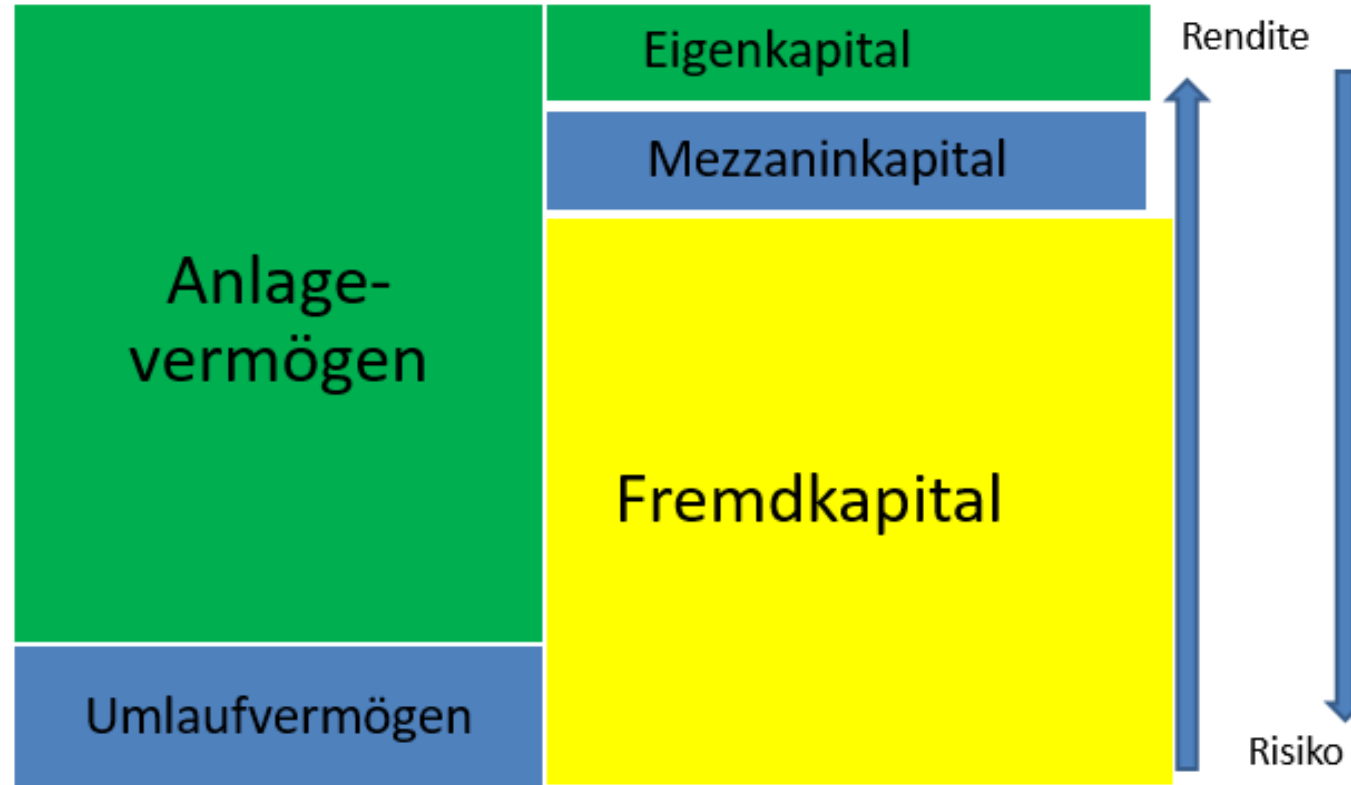 Eigenkapital
Rendite
Mezzaninkapital
Anlage-
vermögen
Fremdkapital
Umlaufvermögen
Risiko